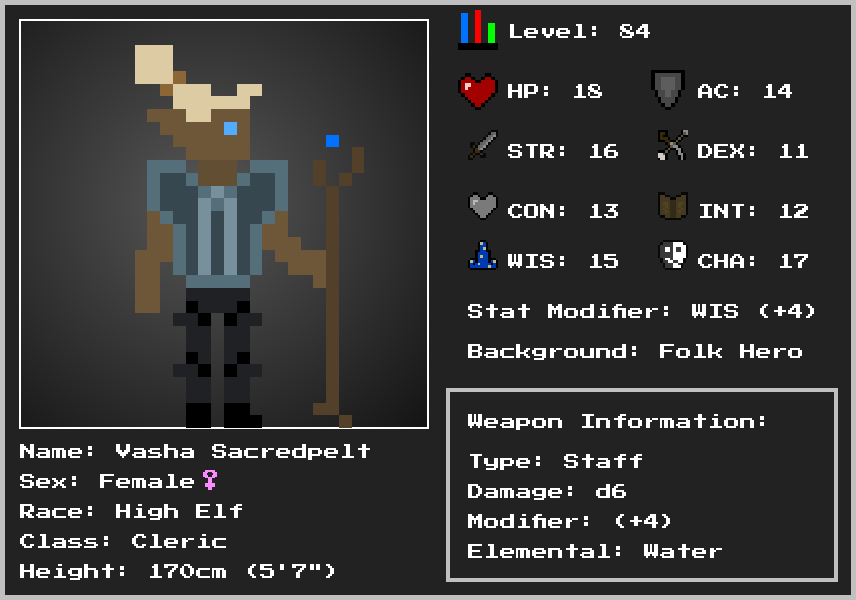 Level: 84
HP: 18
AC: 14
STR: 16
DEX: 11
CON: 13
INT: 12
WIS: 15
CHA: 17
Stat Modifier: WIS (+4)
Background: Folk Hero
Weapon Information:
Type: Staff
Damage: d6
Modifier: (+4)
Elemental: Water
Name: Vasha Sacredpelt
Sex: Female♀
Race: High Elf
Class: Cleric
Height: 170cm (5'7")